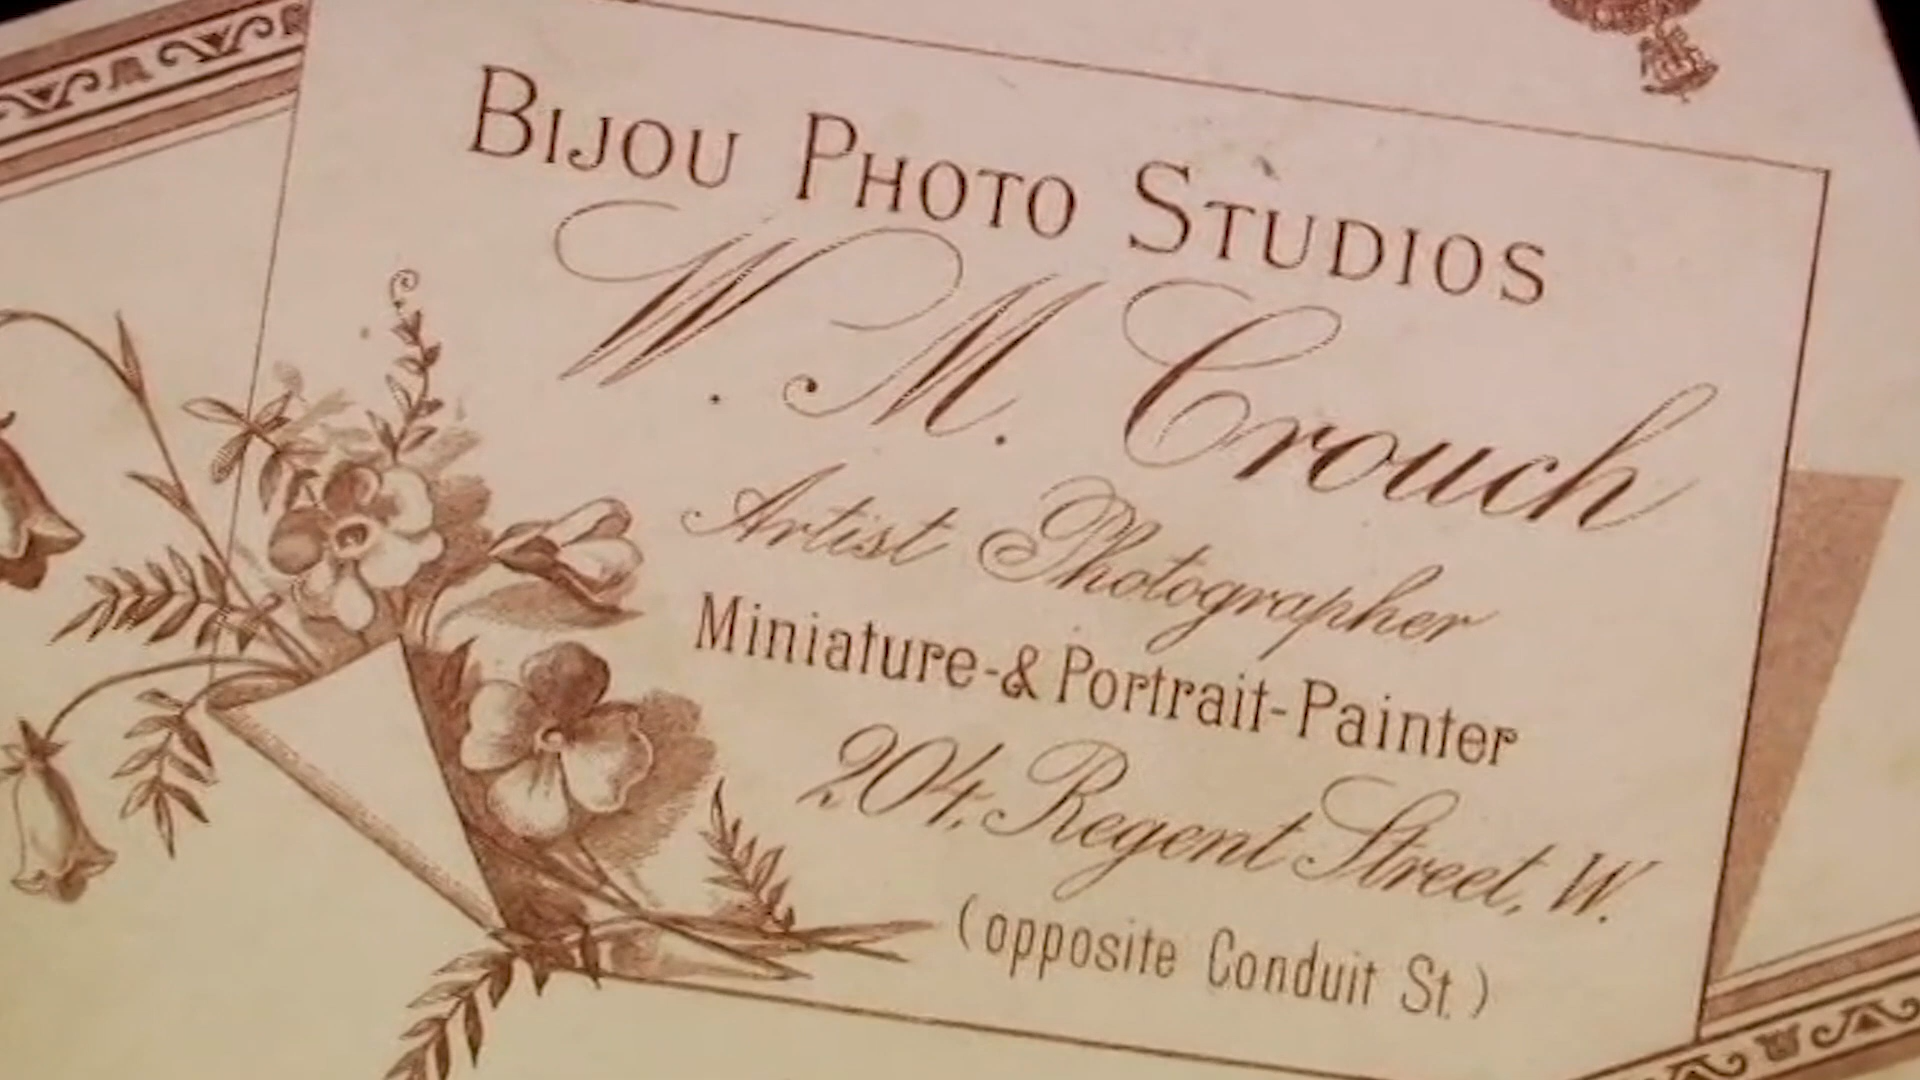 BIJOU PHOTO STUDIOS
W. M. Crouch
Artist Photographer
Miniature-& Portrait-Painter
204, Regent Street, W.
(opposite Conduit St.)